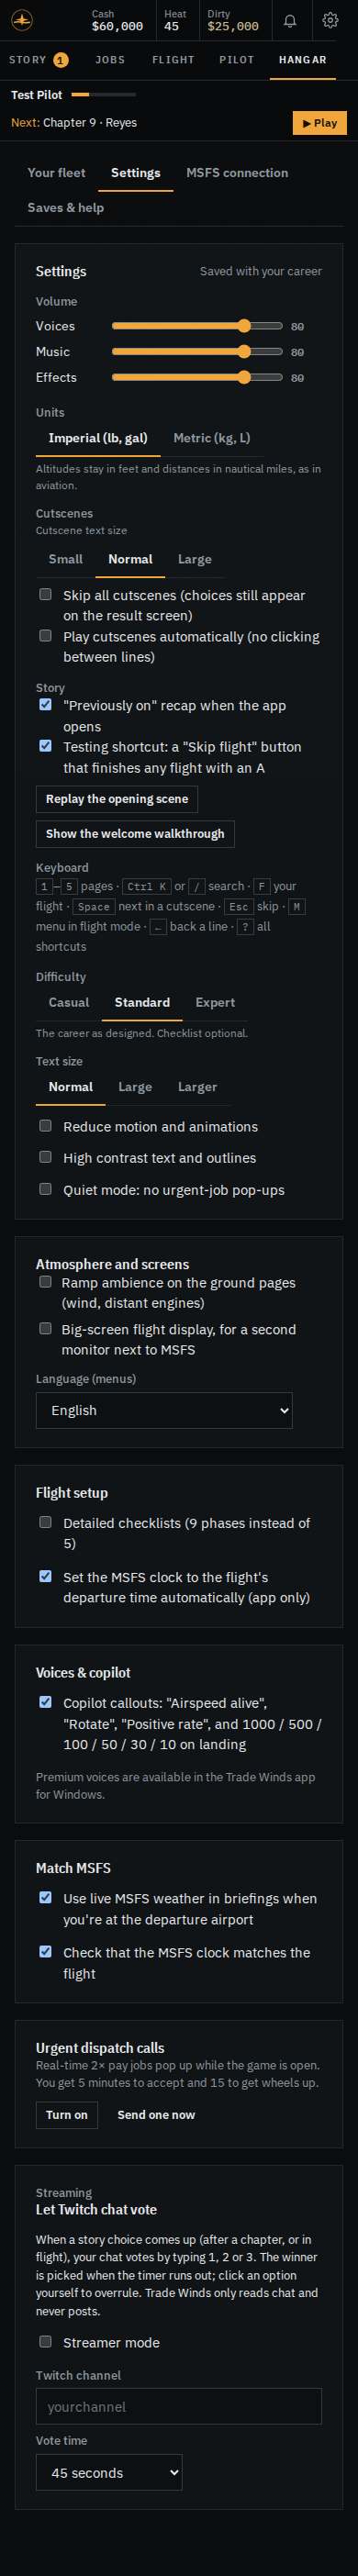 Cash Heat Dirty
$60,000 45 $25,000
STORY 1 JOBS FLIGHT PILOT HANGAR
Test Pilot
Next: Chapter 9 · Reyes ▶ Play
Your fleet Settings MSFS connection
Saves & help
Settings Saved with your career
Volume
Voices 80
Music 80
Effects 80
Units
Imperial (lb, gal) Metric (kg, L)
Altitudes stay in feet and distances in nautical miles, as in
aviation.
Cutscenes
Cutscene text size
Small Normal Large
Skip all cutscenes (choices still appear
on the result screen)
Play cutscenes automatically (no clicking
between lines)
Story
"Previously on" recap when the app
opens
Testing shortcut: a "Skip flight" button
that finishes any flight with an A
Replay the opening scene
Show the welcome walkthrough
Keyboard
1–5 pages · Ctrl K or / search · F your
flight · Space next in a cutscene · Esc skip · M
menu in flight mode · ← back a line · ? all
shortcuts
Difficulty
Casual Standard Expert
The career as designed. Checklist optional.
Text size
Normal Large Larger
Reduce motion and animations
High contrast text and outlines
Quiet mode: no urgent-job pop-ups
Atmosphere and screens
Ramp ambience on the ground pages
(wind, distant engines)
Big-screen flight display, for a second
monitor next to MSFS
Language (menus)
English
Flight setup
Detailed checklists (9 phases instead of
5)
Set the MSFS clock to the flight's
departure time automatically (app only)
Voices & copilot
Copilot callouts: "Airspeed alive",
"Rotate", "Positive rate", and 1000 / 500 /
100 / 50 / 30 / 10 on landing
Premium voices are available in the Trade Winds app
for Windows.
Match MSFS
Use live MSFS weather in briefings when
you're at the departure airport
Check that the MSFS clock matches the
flight
Urgent dispatch calls
Real-time 2× pay jobs pop up while the game is open.
You get 5 minutes to accept and 15 to get wheels up.
Turn on Send one now
Streaming
Let Twitch chat vote
When a story choice comes up (after a chapter, or in
flight), your chat votes by typing 1, 2 or 3. The winner
is picked when the timer runs out; click an option
yourself to overrule. Trade Winds only reads chat and
never posts.
Streamer mode
Twitch channel
yourchannel
Vote time
45 seconds